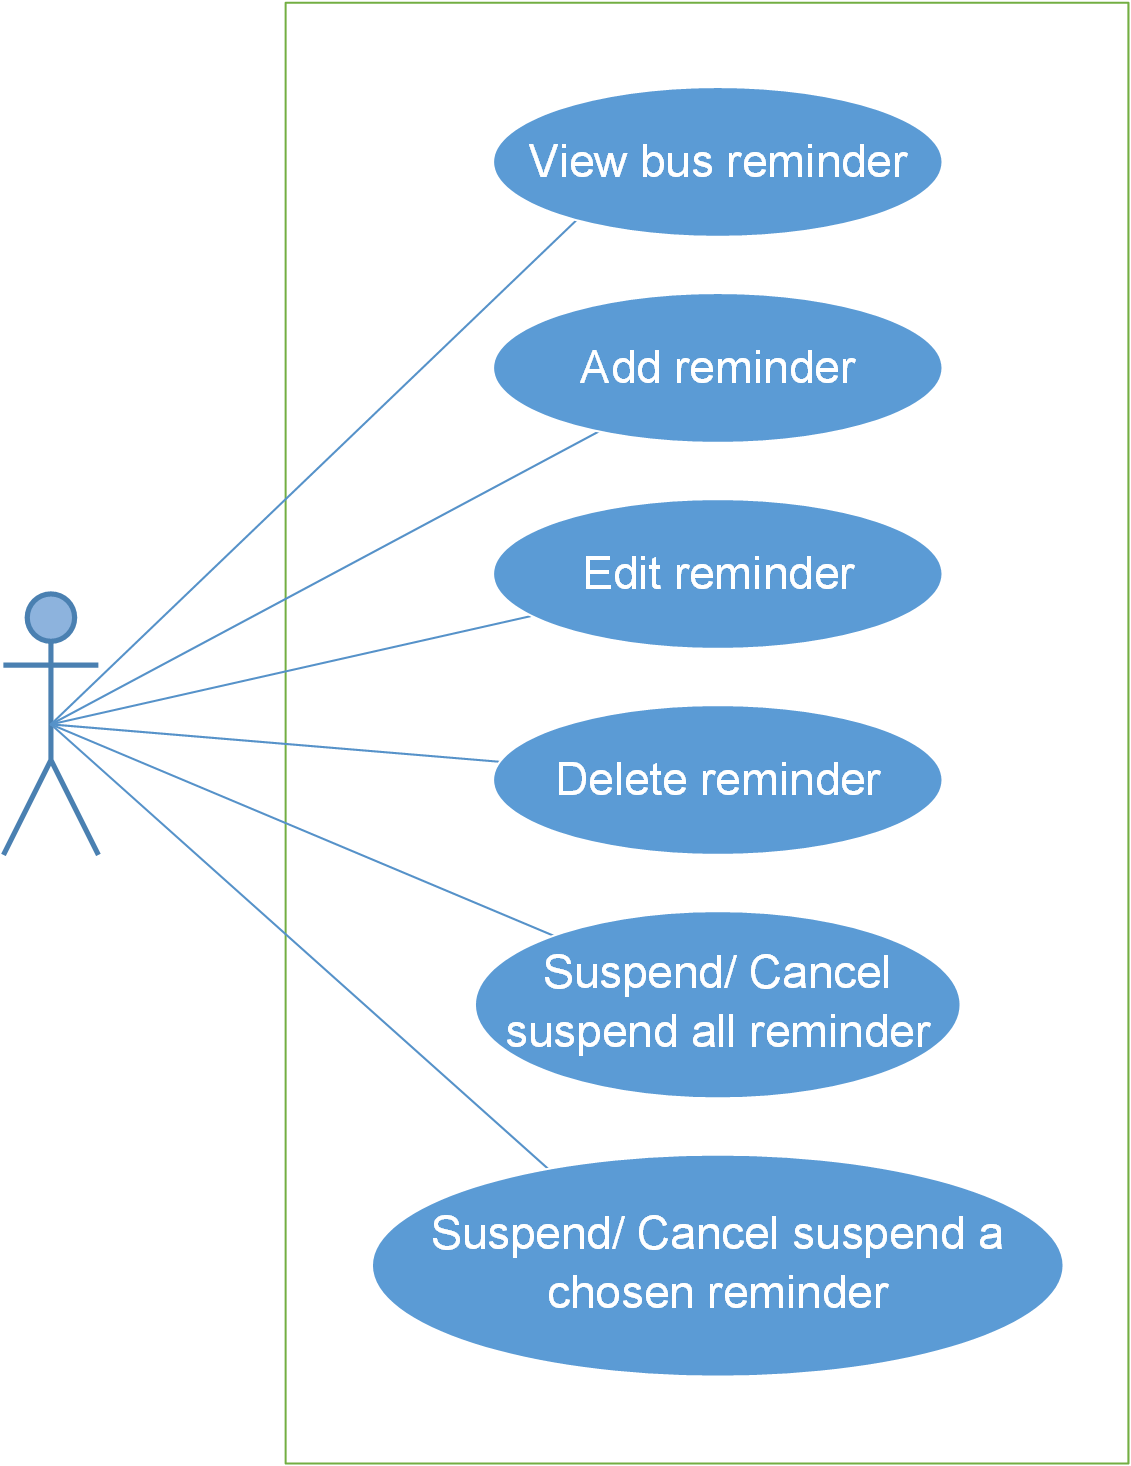 View bus reminder
Add reminder
Edit reminder
Delete reminder
Suspend/ Cancel
suspend all reminder
Suspend/ Cancel suspend a
chosen reminder